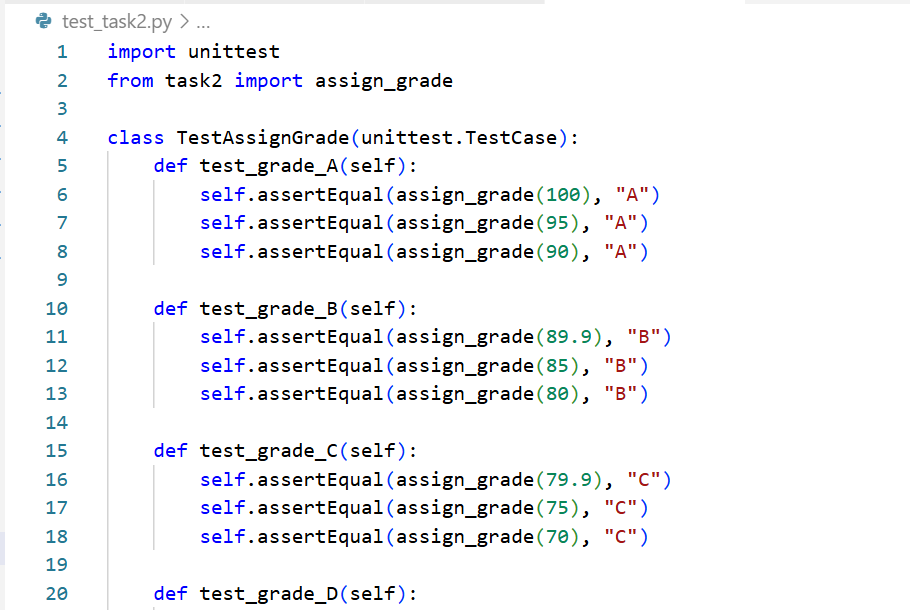 test_task2.py > ...
1 import unittest
2 from task2 import assign_grade
3
4 class TestAssignGrade(unittest.TestCase):
5     def test_grade_A(self):
6         self.assertEqual(assign_grade(100), "A")
7         self.assertEqual(assign_grade(95), "A")
8         self.assertEqual(assign_grade(90), "A")
9
10     def test_grade_B(self):
11         self.assertEqual(assign_grade(89.9), "B")
12         self.assertEqual(assign_grade(85), "B")
13         self.assertEqual(assign_grade(80), "B")
14
15     def test_grade_C(self):
16         self.assertEqual(assign_grade(79.9), "C")
17         self.assertEqual(assign_grade(75), "C")
18         self.assertEqual(assign_grade(70), "C")
19
20     def test_grade_D(self):